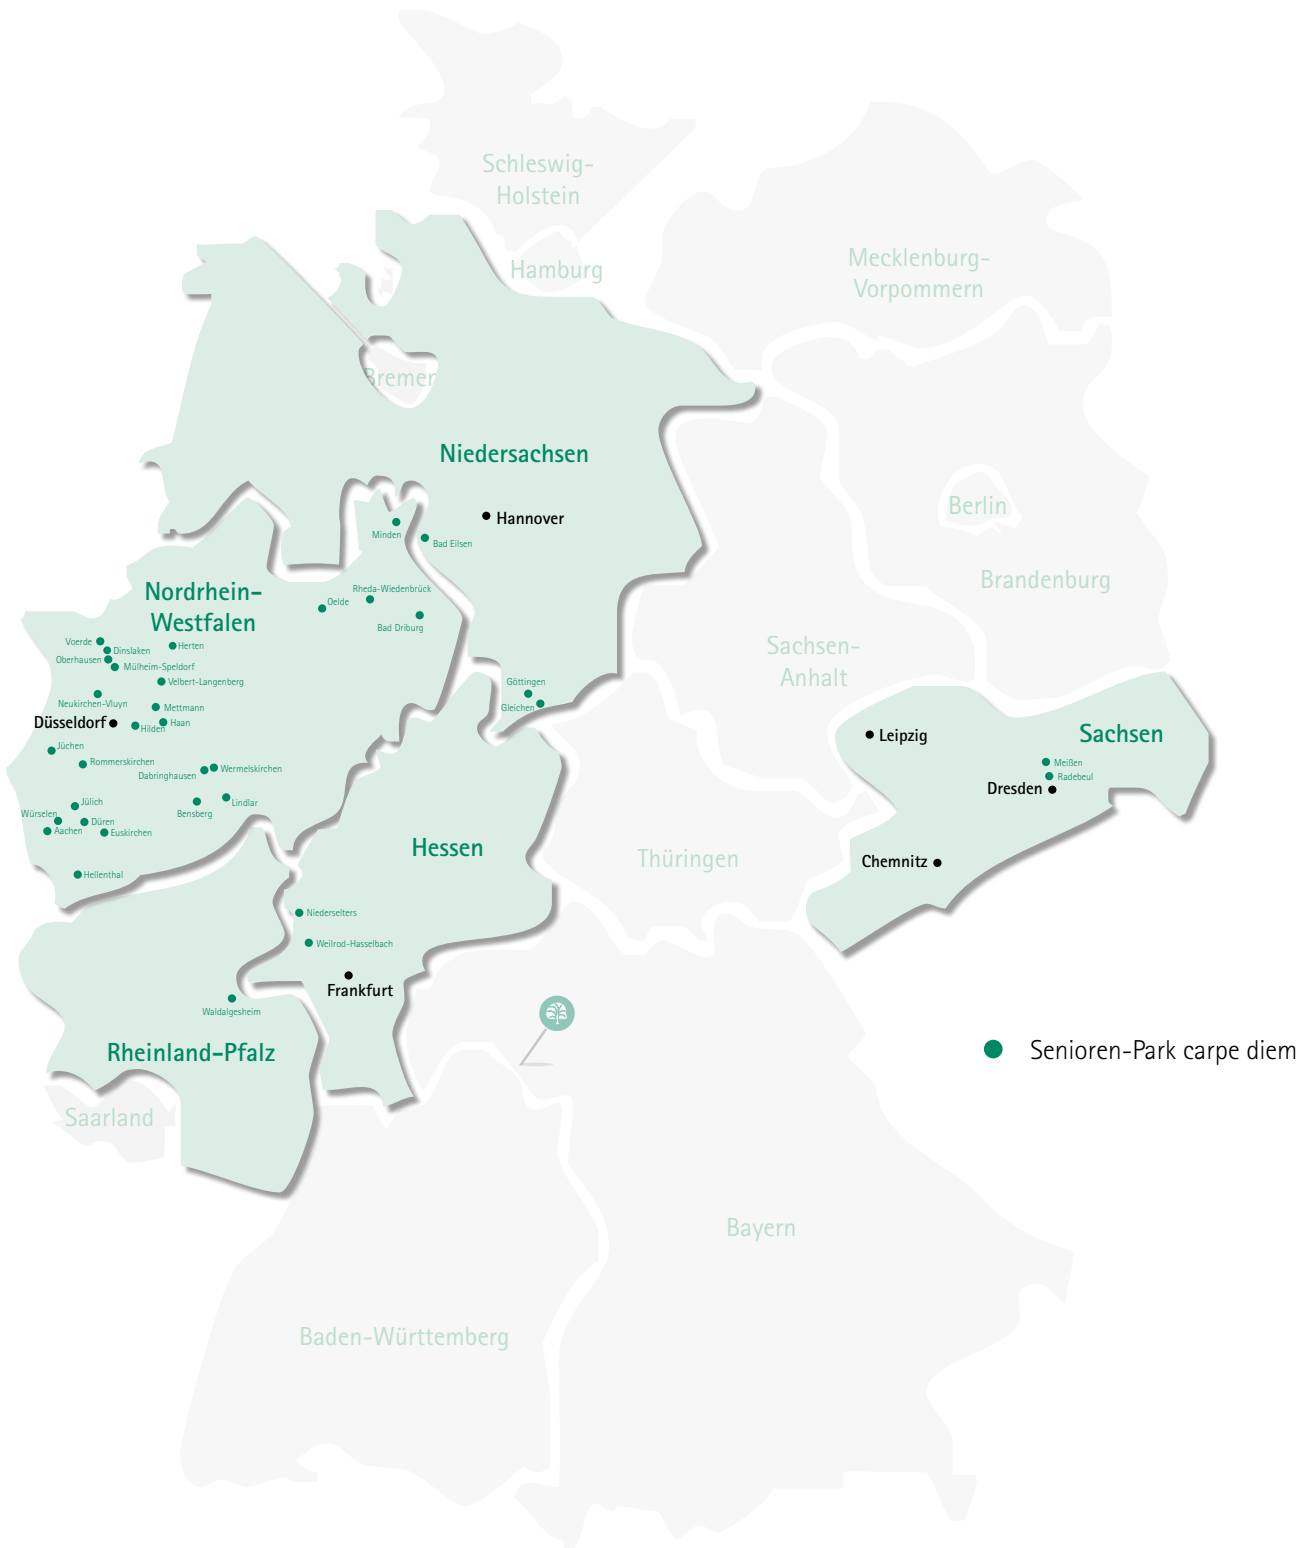 Schleswig-
Holstein
Hamburg
Mecklenburg-
Vorpommern
Bremen
Niedersachsen
Hannover
Berlin
Brandenburg
Minden
Bad Eilsen
Nordrhein-
Westfalen
Rheda-Wiedenbrück
Oelde
Bad Driburg
Voerde
Dinslaken
Herten
Oberhausen
Mülheim-Speldorf
Velbert-Langenberg
Neukirchen-Vluyn
Mettmann
Düsseldorf
Hilden
Haan
Jüchen
Rommerskirchen
Dabringhausen
Wermelskirchen
Jülich
Lindlar
Bensberg
Würselen
Düren
Aachen
Euskirchen
Hellenthal
Göttingen
Gleichen
Sachsen-
Anhalt
Leipzig
Sachsen
Meißen
Radebeul
Dresden
Chemnitz
Hessen
Thüringen
Niederselters
Weilrod-Hasselbach
Frankfurt
Waldalgesheim
Rheinland-Pfalz
Saarland
Senioren-Park carpe diem
Bayern
Baden-Württemberg